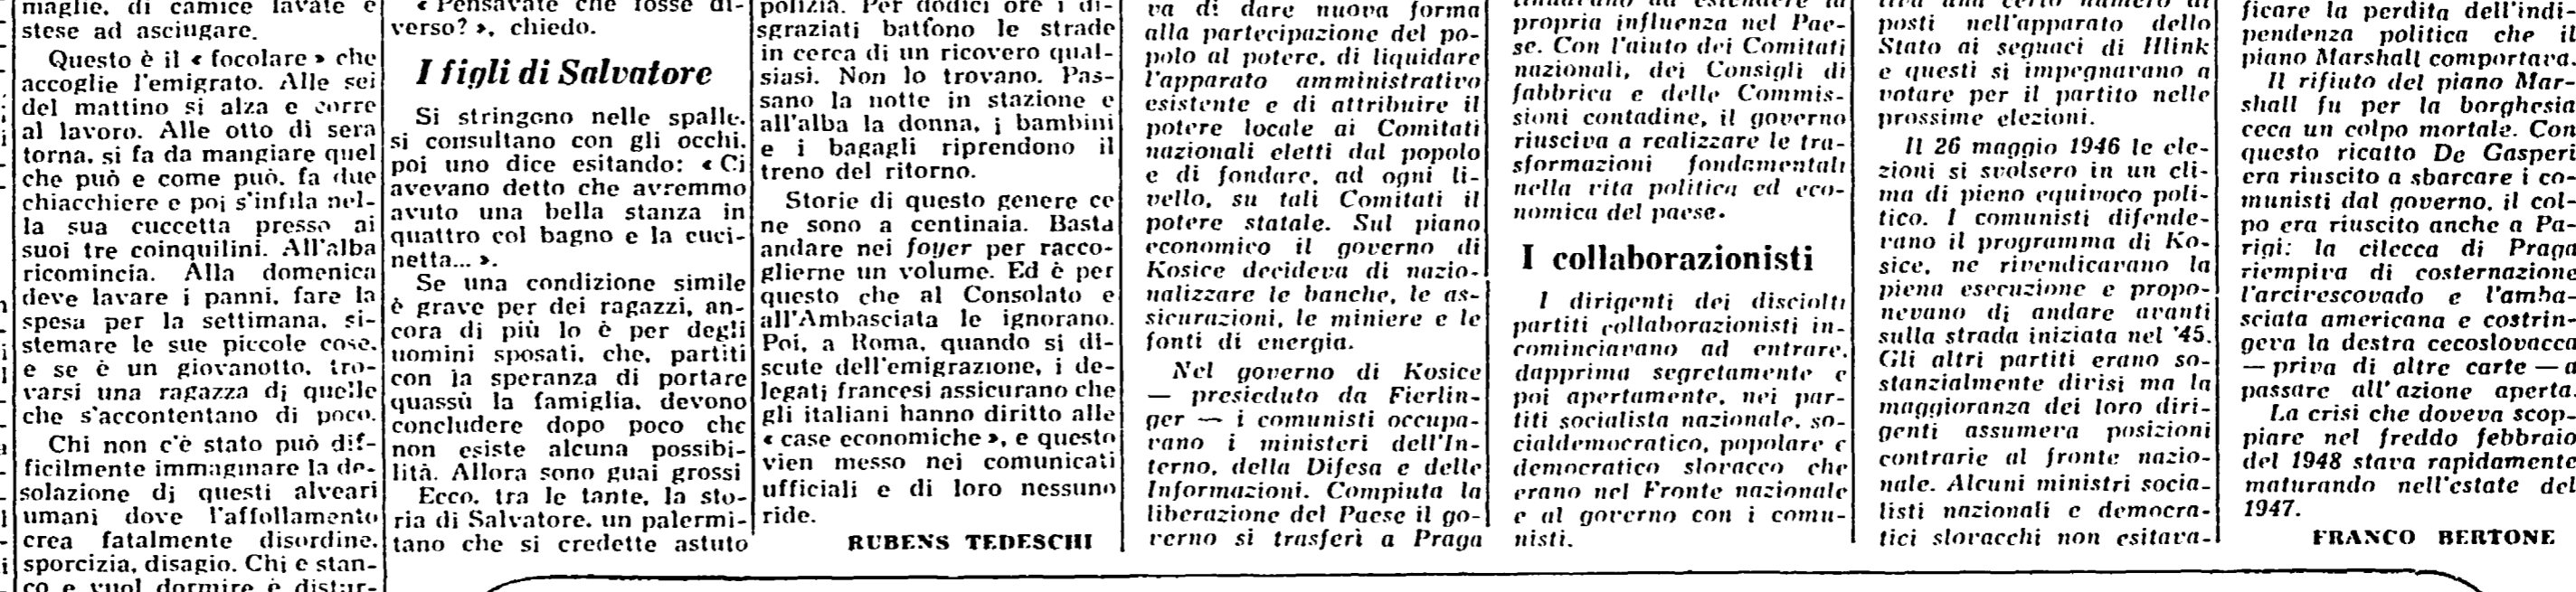 maglie, di camice lavate e
stese ad asciugare.
Questo è il « focolare » che
accoglie l'emigrato. Alle sei
del mattino si alza e corre
al lavoro. Alle otto di sera
torna, si fa da mangiare quel
che può e come può, fa due
chiacchiere e poi s'infila nel-
la sua cuccetta presso ai
suoi tre coinquilini. All'alba
ricomincia. Alla domenica
deve lavare i panni, fare la
spesa per la settimana, si-
stemare le sue piccole cose,
e se è un giovanotto, tro-
varsi una ragazza di quelle
che s'accontentano di poco.
Chi non c'è stato può dif-
ficilmente immaginare la de-
solazione di questi alveari
umani dove l'affollamento
crea fatalmente disordine,
sporcizia, disagio. Chi e stan-
co e vuol dormire è distur-
« Pensavate che fosse di-
verso? », chiedo.
I figli di Salvatore
Si stringono nelle spalle,
si consultano con gli occhi,
poi uno dice esitando: « Ci
avevano detto che avremmo
avuto una bella stanza in
quattro col bagno e la cuci-
netta... ».
Se una condizione simile
è grave per dei ragazzi, an-
cora di più lo è per degli
uomini sposati, che, partiti
con la speranza di portare
quassù la famiglia, devono
concludere dopo poco che
non esiste alcuna possibi-
lità. Allora sono guai grossi
Ecco, tra le tante, la sto-
ria di Salvatore, un palermi-
tano che si credette astuto
polizia. Per dodici ore i di-
sgraziati battono le strade
in cerca di un ricovero qual-
siasi. Non lo trovano. Pas-
sano la notte in stazione e
all'alba la donna, i bambini
e i bagagli riprendono il
treno del ritorno.
Storie di questo genere ce
ne sono a centinaia. Basta
andare nei foyer per racco-
glierne un volume. Ed è per
questo che al Consolato e
all'Ambasciata le ignorano.
Poi, a Roma, quando si di-
scute dell'emigrazione, i de-
legati francesi assicurano che
gli italiani hanno diritto alle
« case economiche », e questo
vien messo nei comunicati
ufficiali e di loro nessuno
ride.
RUBENS TEDESCHI
va di dare nuova forma
alla partecipazione del po-
polo al potere, di liquidare
l'apparato amministrativo
esistente e di attribuire il
potere locale ai Comitati
nazionali eletti dal popolo
e di fondare, ad ogni li-
vello, su tali Comitati il
potere statale. Sul piano
economico il governo di
Kosice decideva di nazio-
nalizzare le banche, le as-
sicurazioni, le miniere e le
fonti di energia.
Nel governo di Kosice
— presieduto da Fierlin-
ger — i comunisti occupa-
vano i ministeri dell'In-
terno, della Difesa e delle
Informazioni. Compiuta la
liberazione del Paese il go-
verno si trasferì a Praga
propria influenza nel Pae-
se. Con l'aiuto dei Comitati
nazionali, dei Consigli di
fabbrica e delle Commis-
sioni contadine, il governo
riusciva a realizzare le tra-
sformazioni fondamentali
nella vita politica ed eco-
nomica del paese.
I collaborazionisti
I dirigenti dei disciolti
partiti collaborazionisti in-
cominciavano ad entrare,
dapprima segretamente e
poi apertamente, nei par-
titi socialista nazionale, so-
cialdemocratico, popolare e
democratico slovacco che
erano nel Fronte nazionale
e al governo con i comu-
nisti.
posti nell'apparato dello
Stato ai seguaci di Hlink
e questi si impegnavano a
votare per il partito nelle
prossime elezioni.
Il 26 maggio 1946 le ele-
zioni si svolsero in un cli-
ma di pieno equivoco poli-
tico. I comunisti difende-
vano il programma di Ko-
sice, ne rivendicavano la
piena esecuzione e propo-
nevano di andare avanti
sulla strada iniziata nel '45.
Gli altri partiti erano so-
stanzialmente divisi ma la
maggioranza dei loro diri-
genti assumeva posizioni
contrarie al fronte nazio-
nale. Alcuni ministri socia-
listi nazionali e democra-
tici slovacchi non esitava-
ficare la perdita dell'indi-
pendenza politica che il
piano Marshall comportava.
Il rifiuto del piano Mar-
shall fu per la borghesia
ceca un colpo mortale. Con
questo ricatto De Gasperi
era riuscito a sbarcare i co-
munisti dal governo, il col-
po era riuscito anche a Pa-
rigi: la cilecca di Praga
riempiva di costernazione
l'arcivescovado e l'amba-
sciata americana e costrin-
geva la destra cecoslovacca
— priva di altre carte — a
passare all'azione aperta.
La crisi che doveva scop-
piare nel freddo febbraio
del 1948 stava rapidamente
maturando nell'estate del
1947.
FRANCO BERTONE